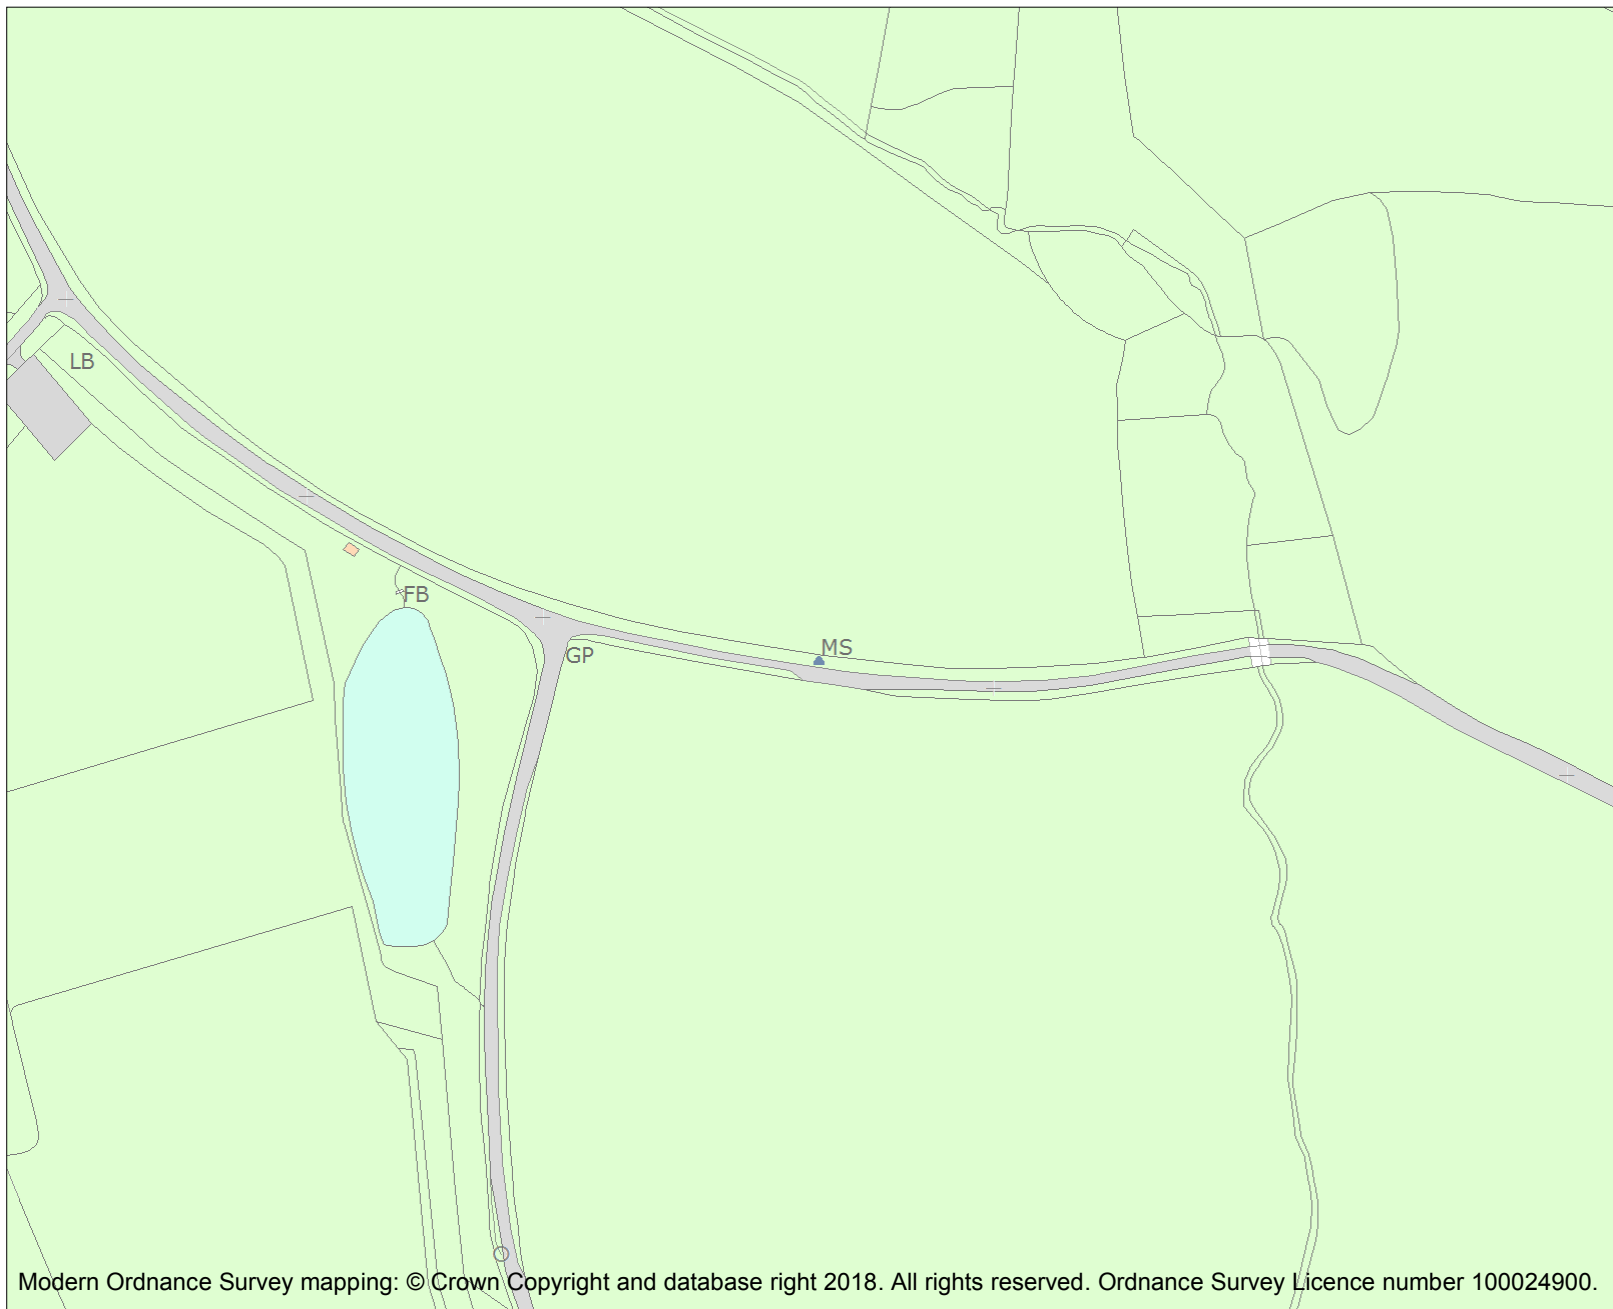 LB
FB
MS
GP
Modern Ordnance Survey mapping: © Crown Copyright and database right 2018. All rights reserved. Ordnance Survey Licence number 100024900.